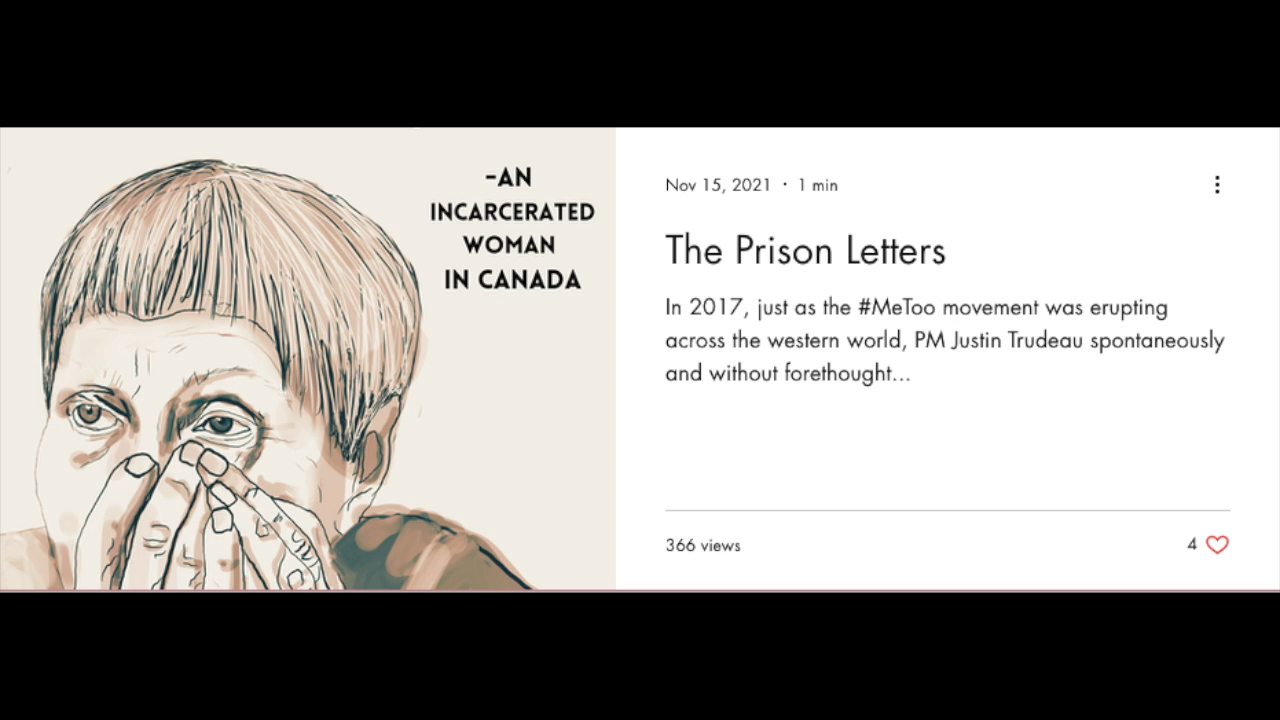 -AN
INCARCERATED
WOMAN
IN CANADA
Nov 15, 2021 · 1 min
The Prison Letters
In 2017, just as the #MeToo movement was erupting
across the western world, PM Justin Trudeau spontaneously
and without forethought...
366 views
4